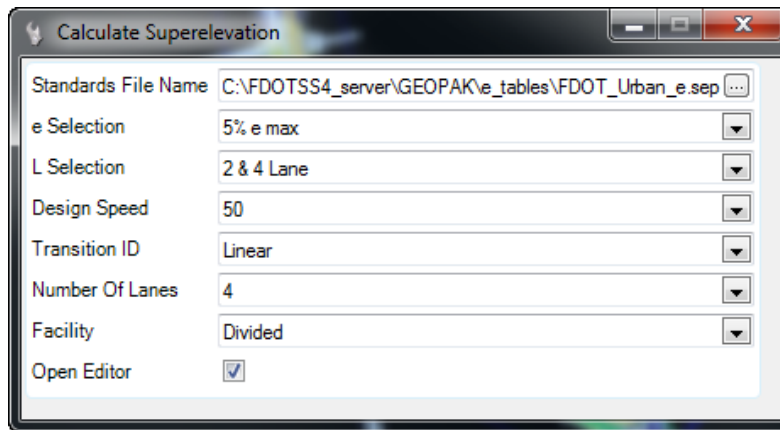 Calculate Superelevation
Standards File Name C:\FDOTSS4_server\GEOPAK\e_tables\FDOT_Urban_e.sep ...
e Selection 5% e max
L Selection 2 & 4 Lane
Design Speed 50
Transition ID Linear
Number Of Lanes 4
Facility Divided
Open Editor